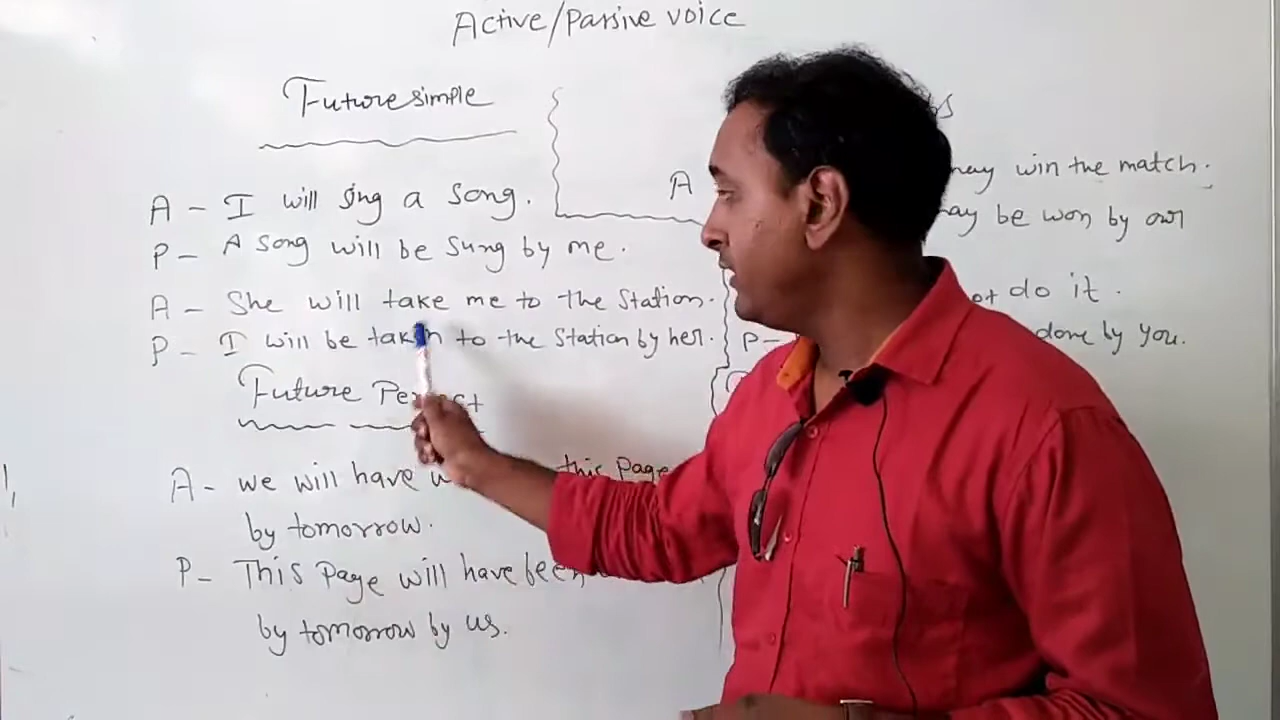 Active/Passive voice
Future simple
A - I will sing a song.
P - A song will be sung by me.
A - She will take me to the station.
P - I will be taken to the station by her.
Future
A - we will have this page
by tomorrow.
P - This page will have been
by tomorrow by us.
A
may win the match.
may be won by our
do it.
P - done by you.